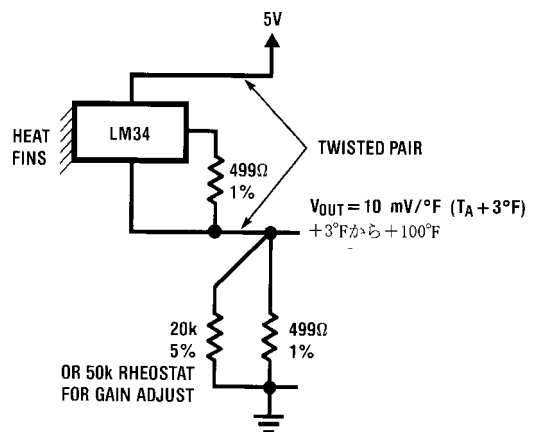 5V
HEAT
FINS
LM34
TWISTED PAIR
499Ω
1%
VOUT = 10 mV/°F (TA + 3°F)
+3°Fから+100°F
20k
5%
499Ω
1%
OR 50k RHEOSTAT
FOR GAIN ADJUST